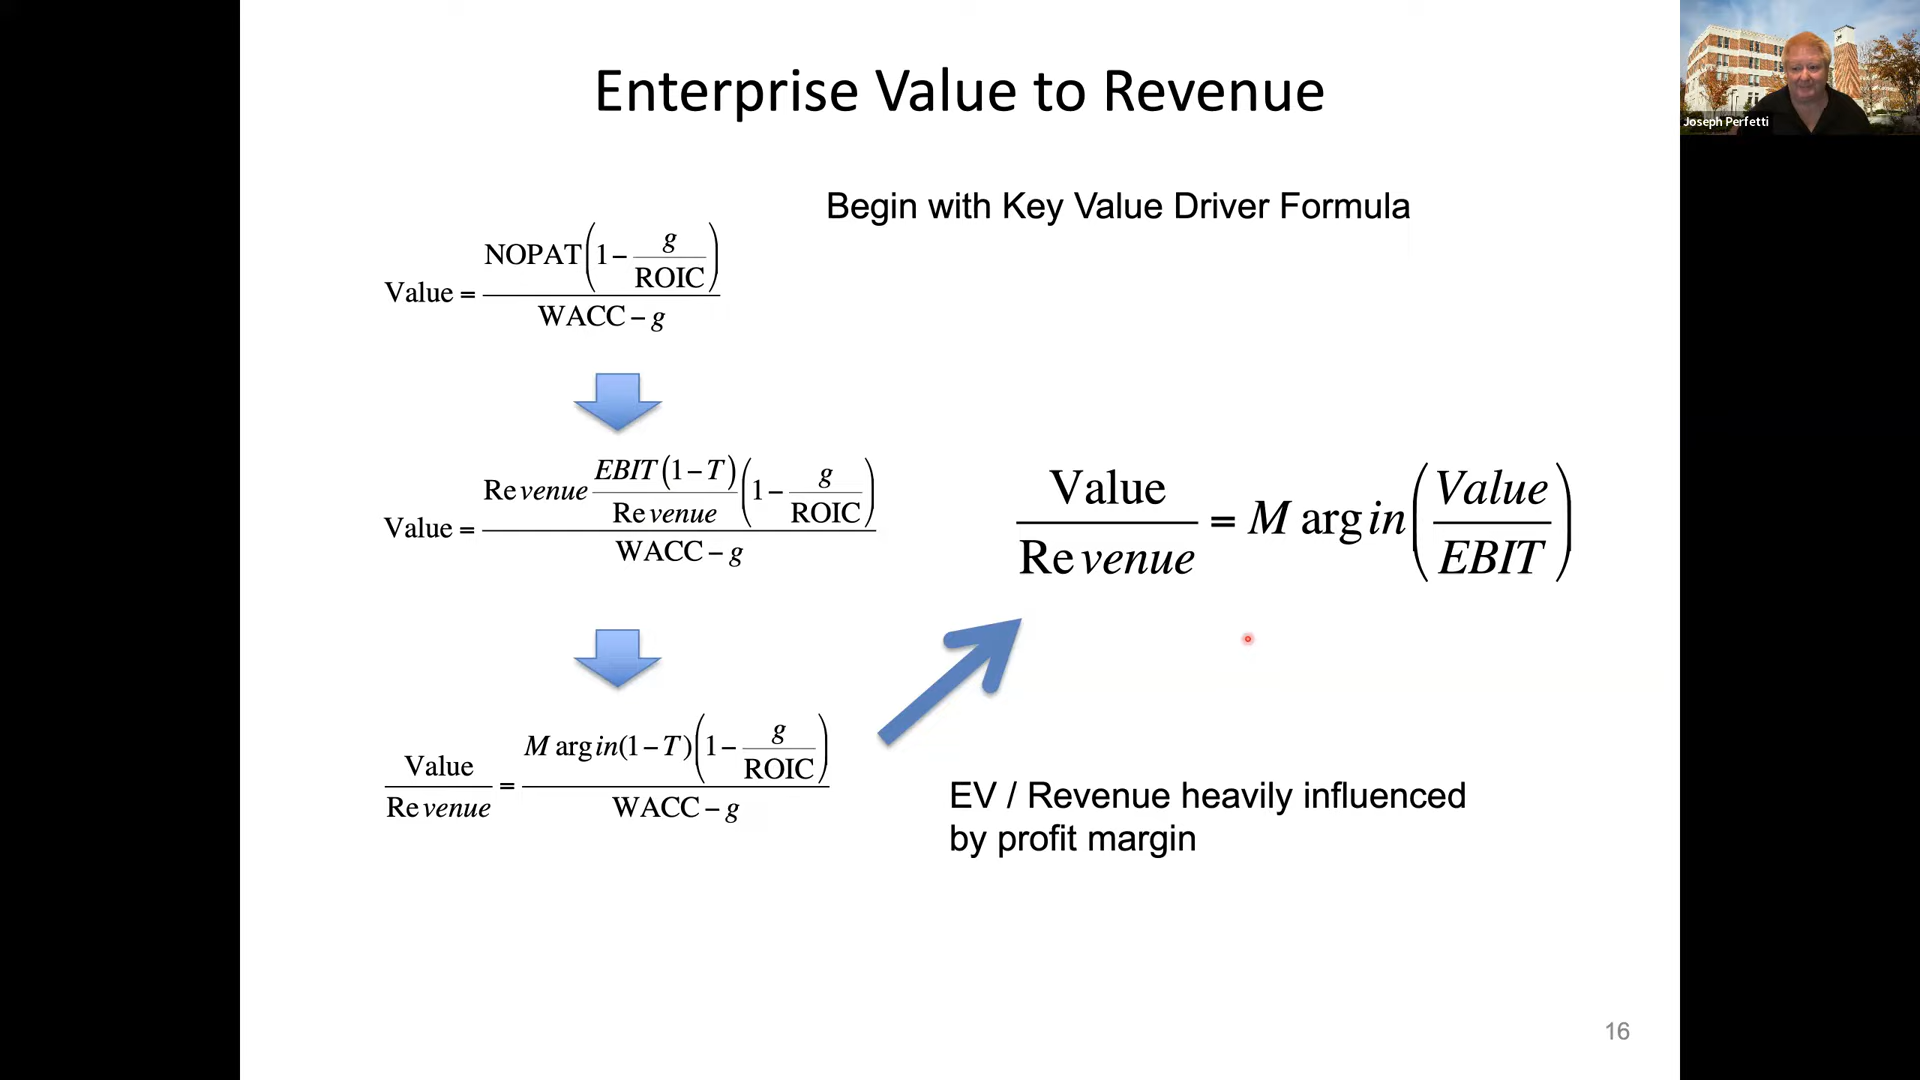 Enterprise Value to Revenue
Begin with Key Value Driver Formula
Value = NOPAT(1 − g/ROIC) / (WACC − g)
Value = Revenue EBIT(1 − T)/Revenue (1 − g/ROIC) / (WACC − g)
Value/Revenue = Margin(Value/EBIT)
Value/Revenue = Margin(1 − T)(1 − g/ROIC) / (WACC − g)
EV / Revenue heavily influenced
by profit margin
16
Joseph Perfetti